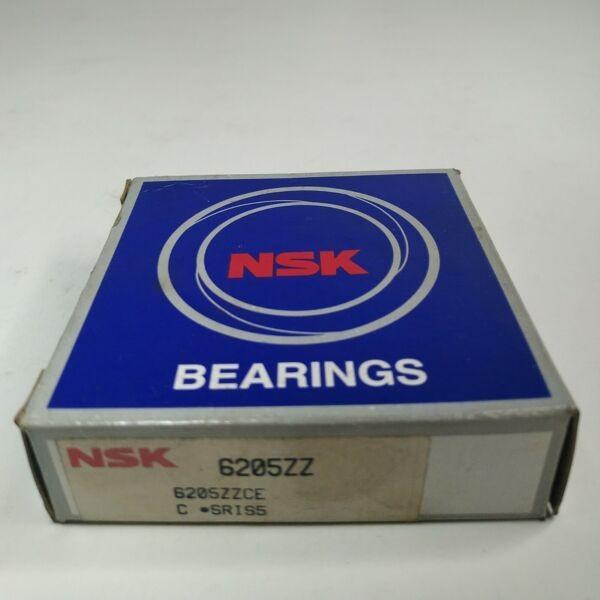 NSK
BEARINGS
NSK 6205ZZ
6205ZZCE
C *SRIS5